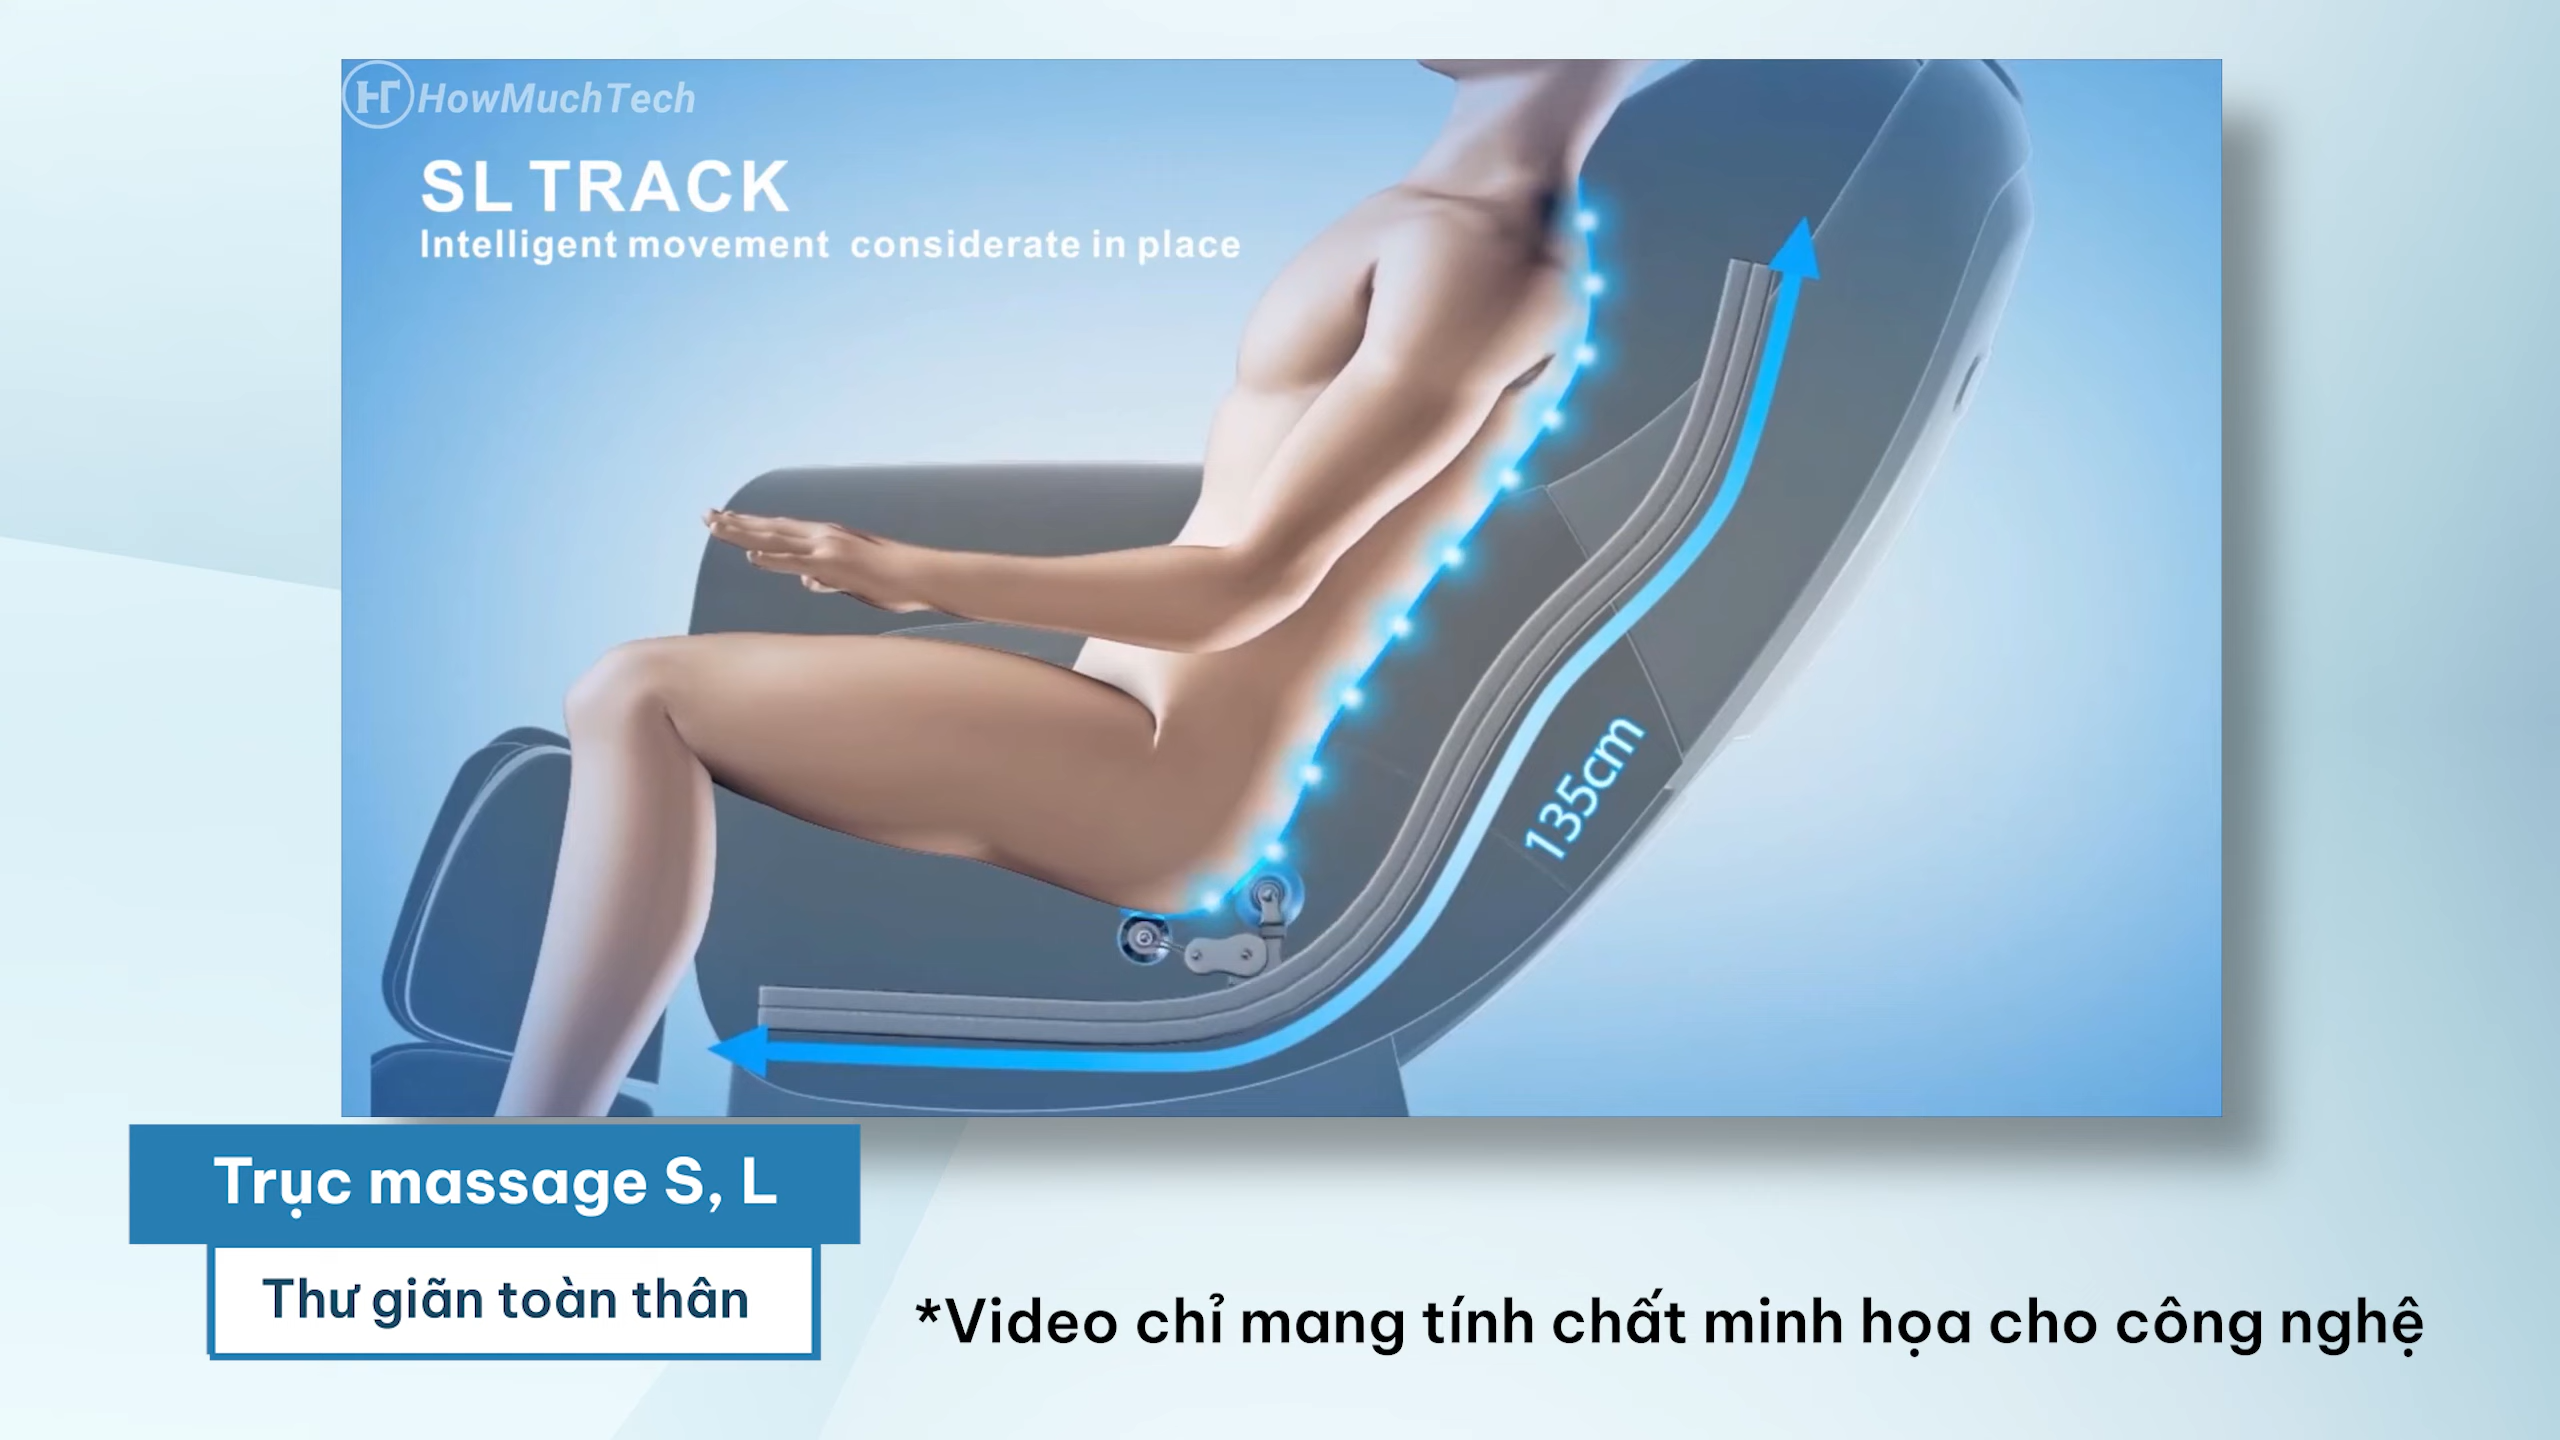 HT HowMuchTech
SL TRACK
Intelligent movement considerate in place
135cm
Trục massage S, L
Thư giãn toàn thân
*Video chỉ mang tính chất minh họa cho công nghệ